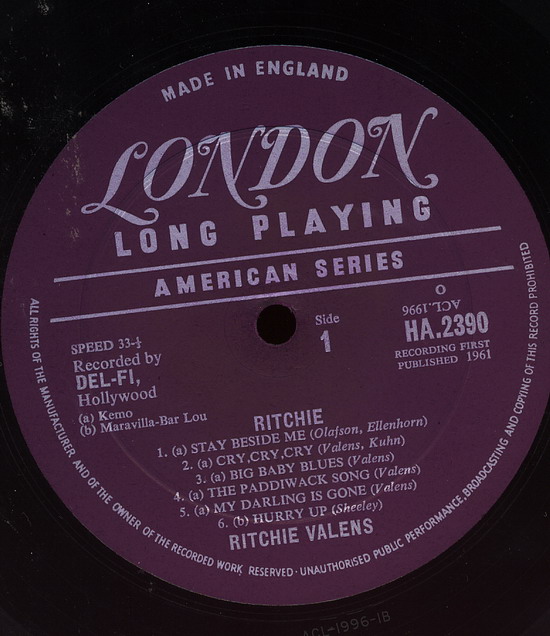 MADE IN ENGLAND
LONDON
LONG PLAYING
AMERICAN SERIES
Side
1
ACL.1996
O
HA.2390
RECORDING FIRST
PUBLISHED 1961
SPEED 33-⅓
Recorded by
DEL-FI,
Hollywood
(a) Kemo
(b) Maravilla-Bar Lou
RITCHIE
1. (a) STAY BESIDE ME (Olafson, Ellenhorn)
2. (a) CRY,CRY,CRY (Valens, Kuhn)
3. (a) BIG BABY BLUES (Valens)
4. (a) THE PADDIWACK SONG (Valens)
5. (a) MY DARLING IS GONE (Valens)
6. (b) HURRY UP (Sheeley)
RITCHIE VALENS
ALL RIGHTS OF THE MANUFACTURER AND OF THE OWNER OF THE RECORDED WORK RESERVED · UNAUTHORISED PUBLIC PERFORMANCE, BROADCASTING AND COPYING OF THIS RECORD PROHIBITED
ACL-1996-1B